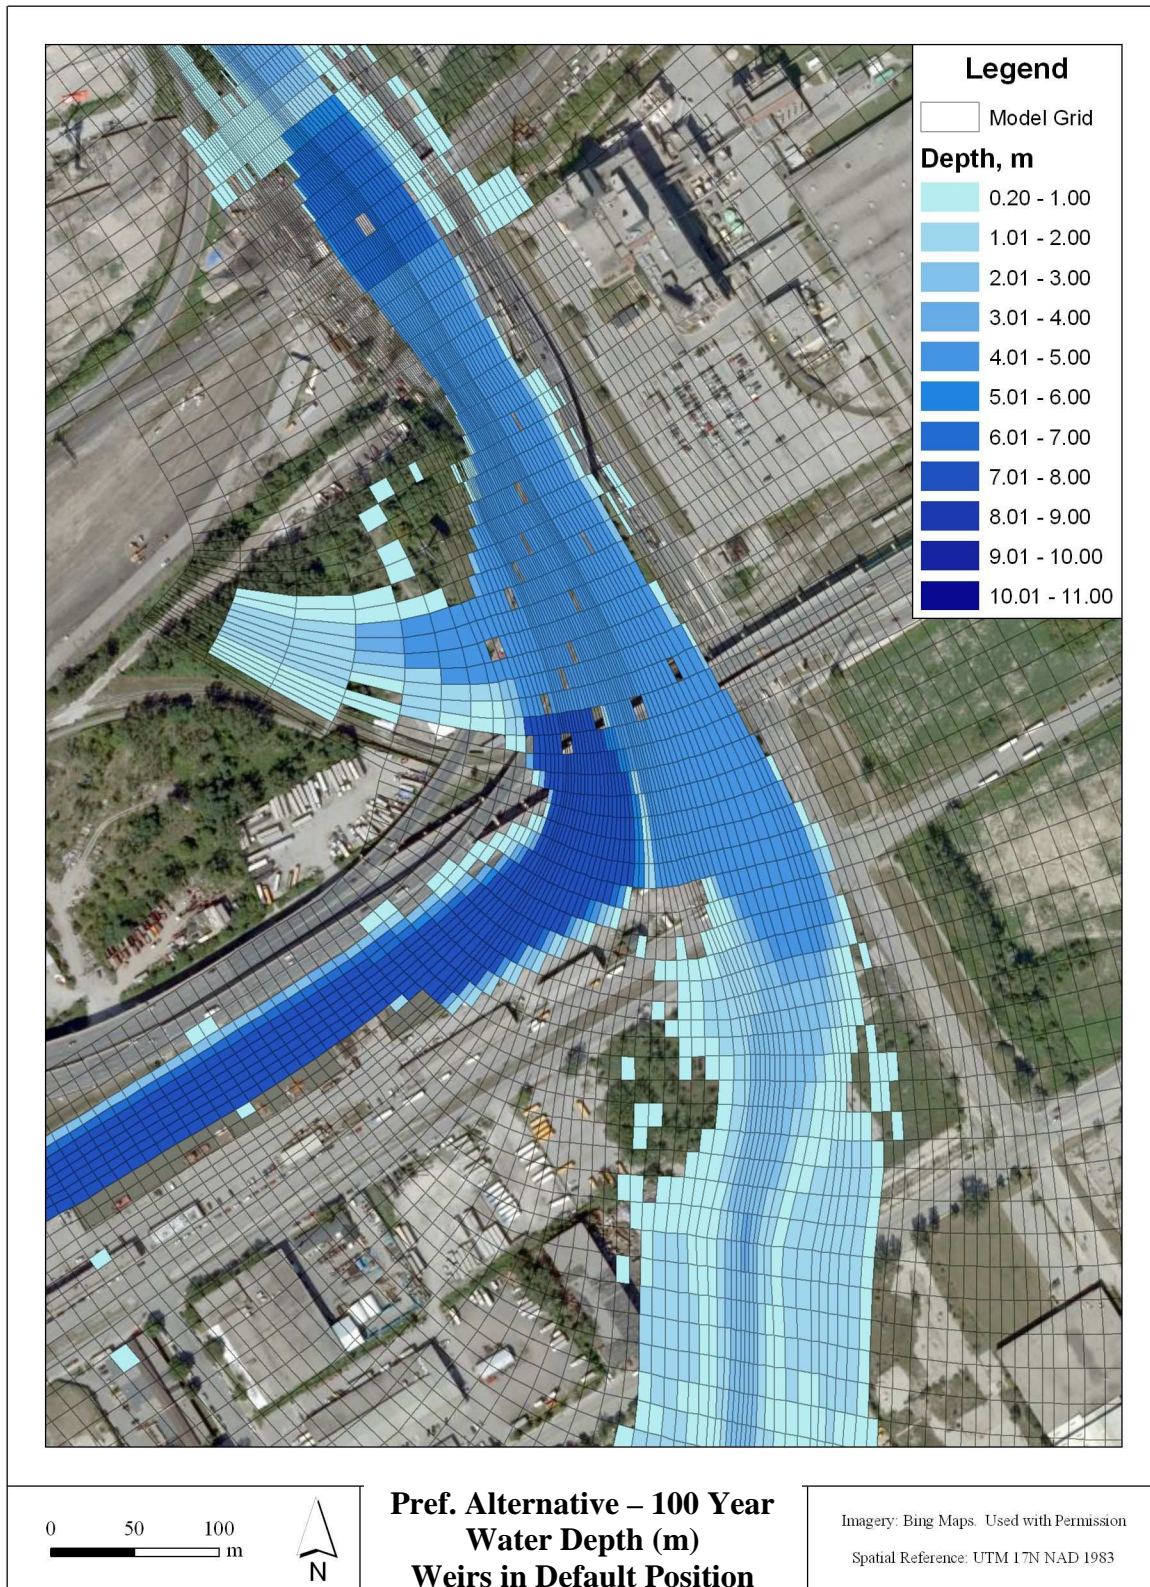 Legend
Model Grid
Depth, m
0.20 - 1.00
1.01 - 2.00
2.01 - 3.00
3.01 - 4.00
4.01 - 5.00
5.01 - 6.00
6.01 - 7.00
7.01 - 8.00
8.01 - 9.00
9.01 - 10.00
10.01 - 11.00
0 50 100
m
N
Pref. Alternative – 100 Year
Water Depth (m)
Weirs in Default Position
Imagery: Bing Maps. Used with Permission
Spatial Reference: UTM 17N NAD 1983